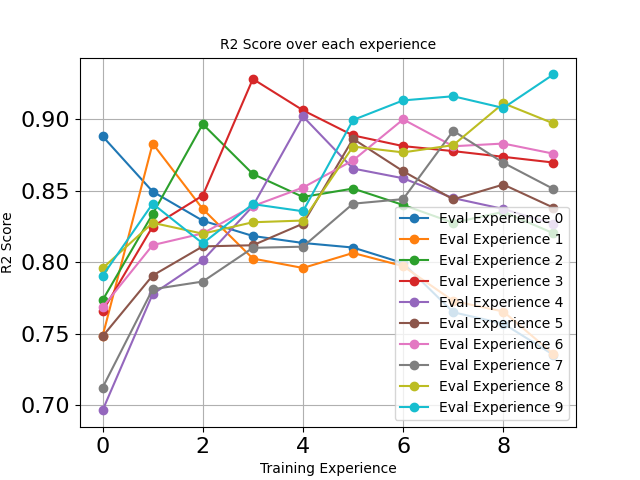 R2 Score over each experience
R2 Score
0.90
0.85
0.80
0.75
0.70
0
2
4
6
8
Training Experience
Eval Experience 0
Eval Experience 1
Eval Experience 2
Eval Experience 3
Eval Experience 4
Eval Experience 5
Eval Experience 6
Eval Experience 7
Eval Experience 8
Eval Experience 9